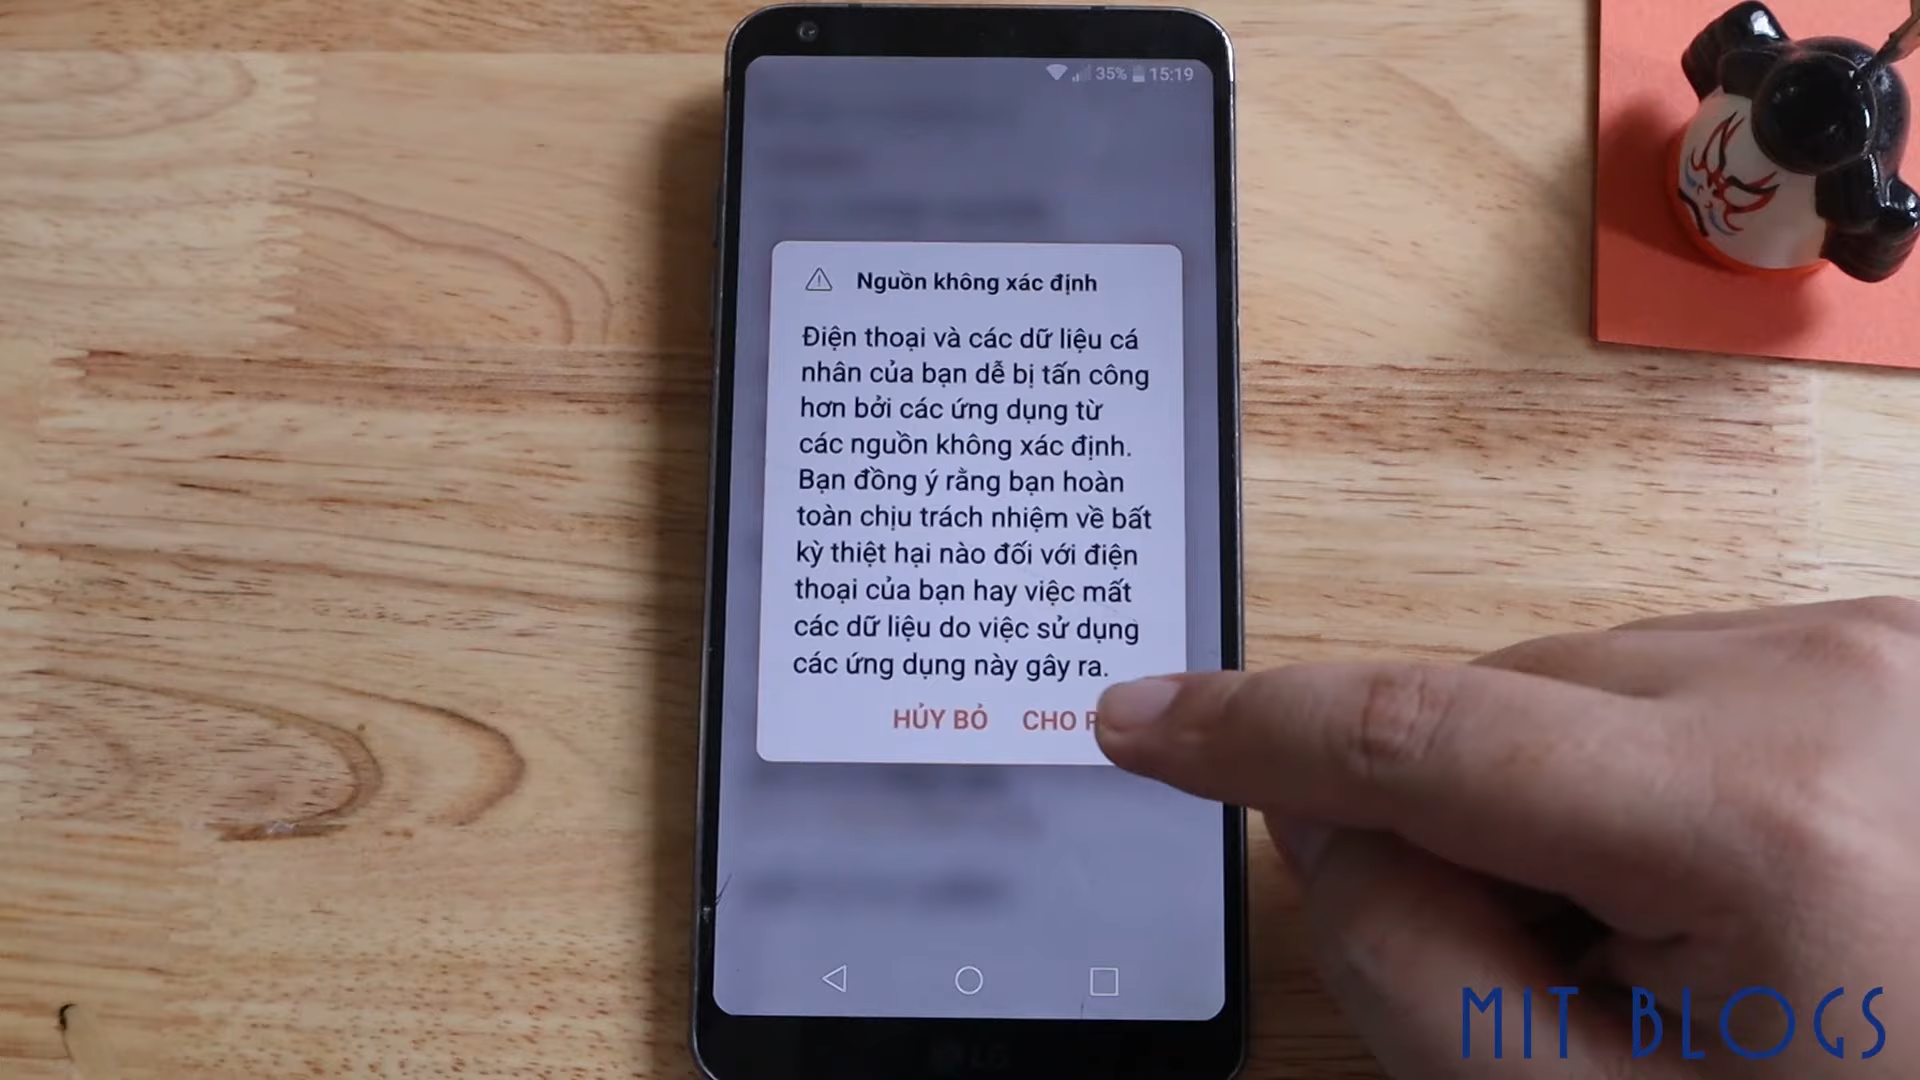 35% 15:19
Nguồn không xác định
Điện thoại và các dữ liệu cá
nhân của bạn dễ bị tấn công
hơn bởi các ứng dụng từ
các nguồn không xác định.
Bạn đồng ý rằng bạn hoàn
toàn chịu trách nhiệm về bất
kỳ thiệt hại nào đối với điện
thoại của bạn hay việc mất
các dữ liệu do việc sử dụng
các ứng dụng này gây ra.
HỦY BỎ CHO
LG
MIT BLOGS